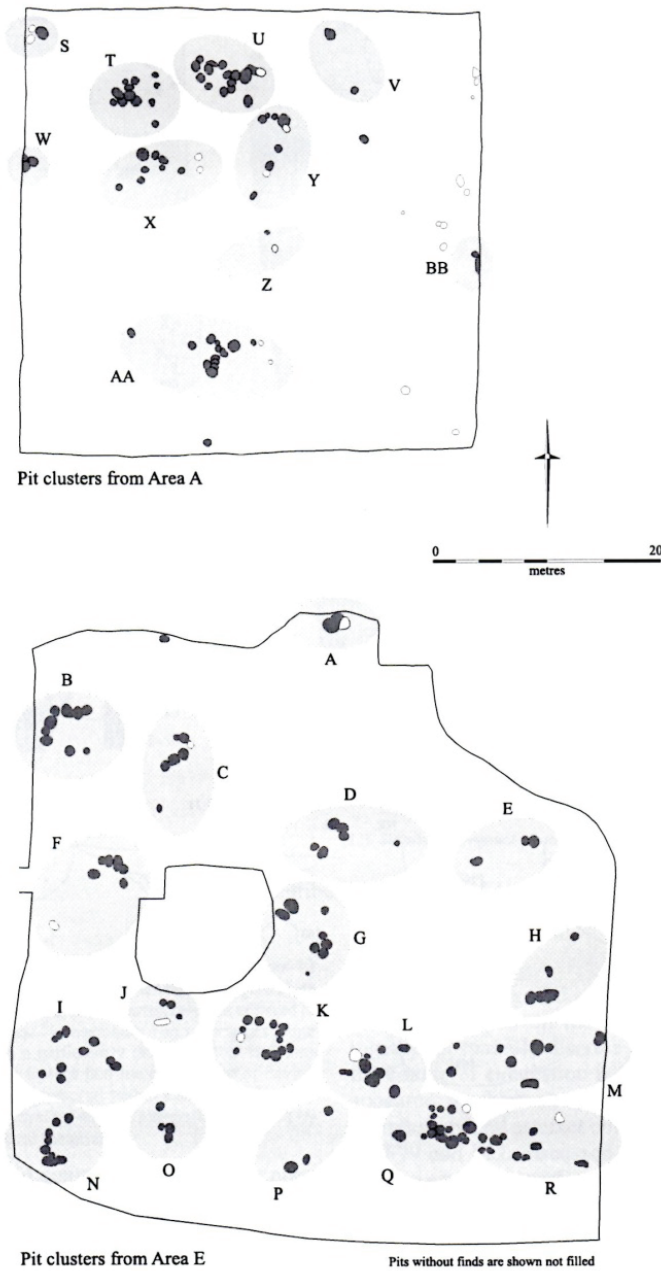 S
T
U
V
W
X
Y
Z
BB
AA
Pit clusters from Area A
0 20
metres
A
B
C
D
E
F
G
H
I
J
K
L
M
N
O
P
Q
R
Pit clusters from Area E
Pits without finds are shown not filled